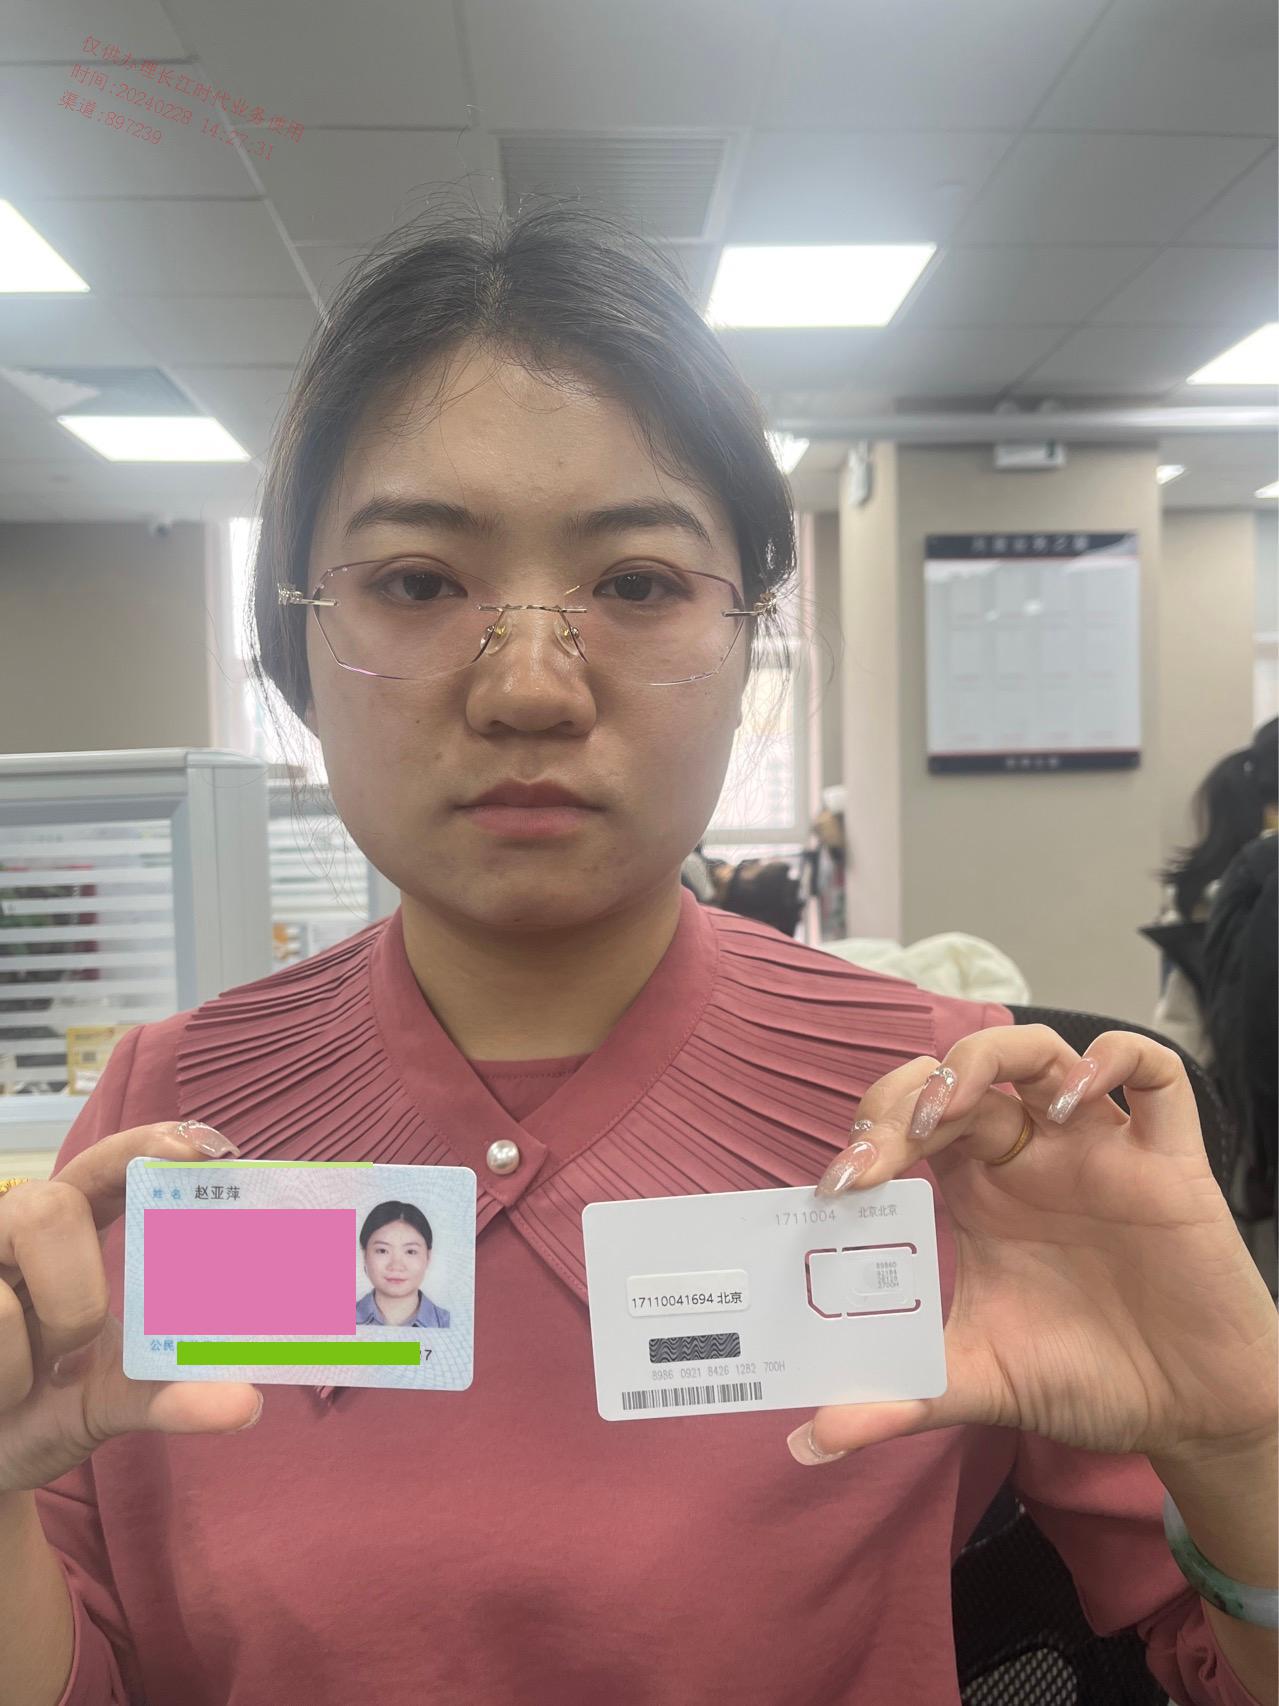 仅供办理长江时代业务使用
时间:20240228 14:27:31
渠道:897239
姓 名 赵亚萍
公民
7
1711004 北京北京
17110041694 北京
8986 0921 8426 1282 700H